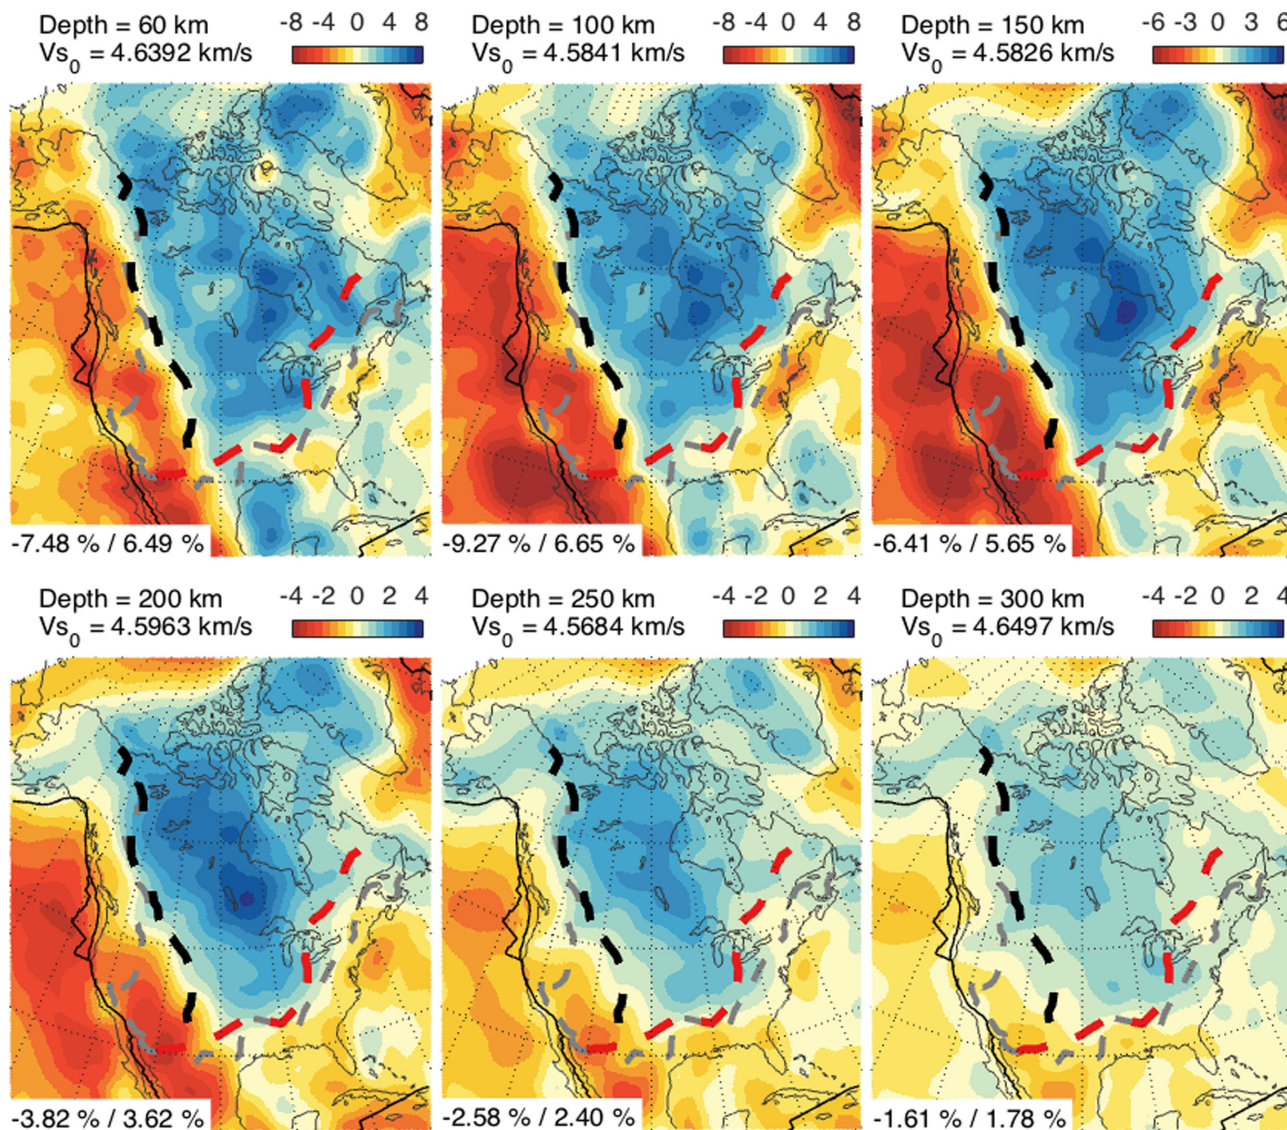 Depth = 60 km
Vs0 = 4.6392 km/s
-8 -4 0 4 8
-7.48 % / 6.49 %
Depth = 100 km
Vs0 = 4.5841 km/s
-8 -4 0 4 8
-9.27 % / 6.65 %
Depth = 150 km
Vs0 = 4.5826 km/s
-6 -3 0 3 6
-6.41 % / 5.65 %
Depth = 200 km
Vs0 = 4.5963 km/s
-4 -2 0 2 4
-3.82 % / 3.62 %
Depth = 250 km
Vs0 = 4.5684 km/s
-4 -2 0 2 4
-2.58 % / 2.40 %
Depth = 300 km
Vs0 = 4.6497 km/s
-4 -2 0 2 4
-1.61 % / 1.78 %